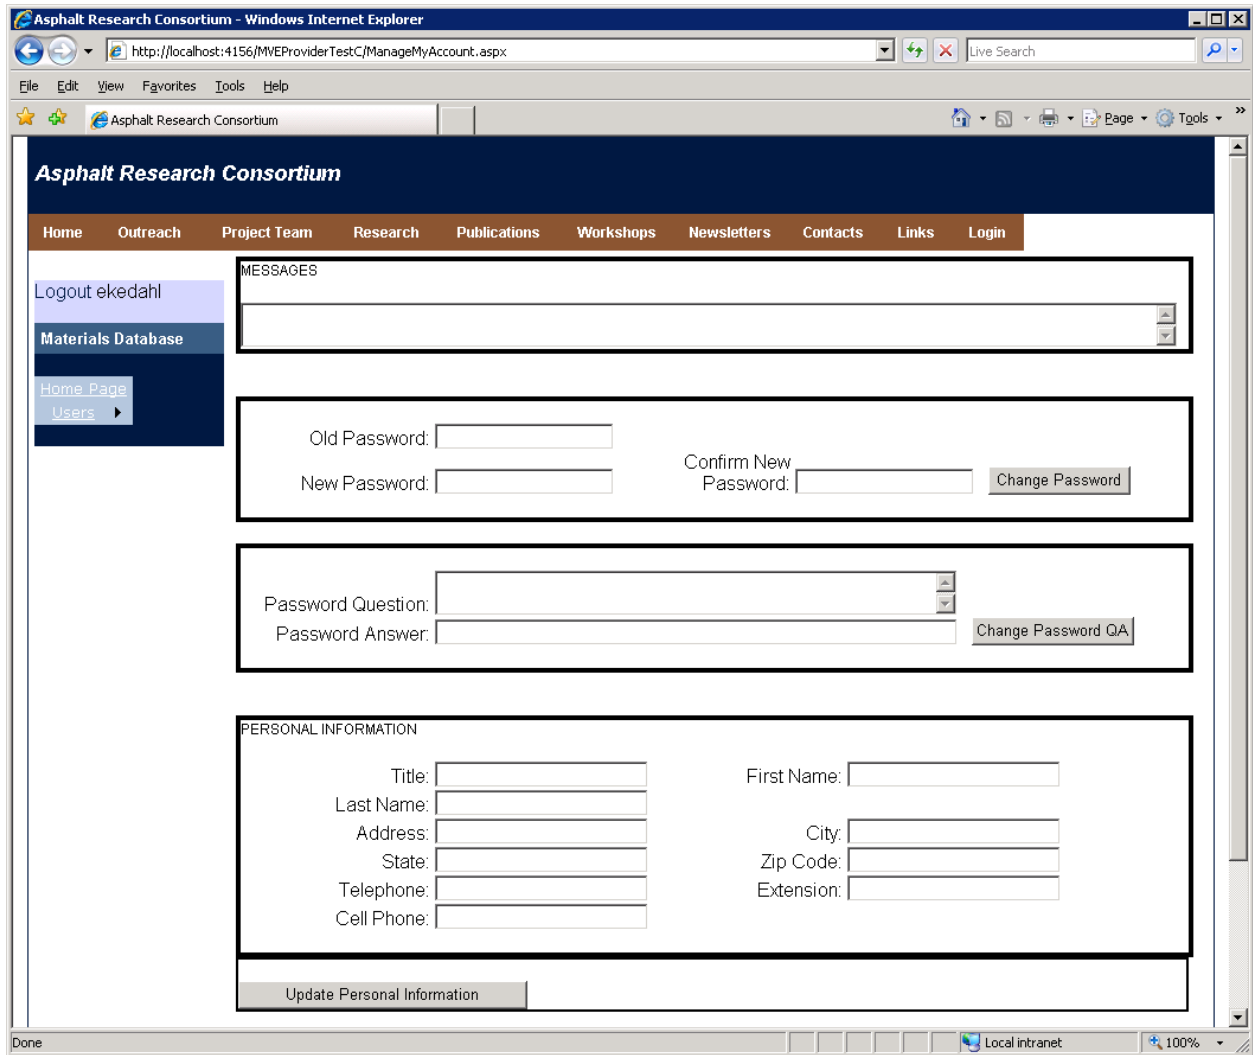 Asphalt Research Consortium - Windows Internet Explorer
http://localhost:4156/MVEProviderTestC/ManageMyAccount.aspx
Live Search
File Edit View Favorites Tools Help
Asphalt Research Consortium
Page Tools »
Asphalt Research Consortium
Home Outreach Project Team Research Publications Workshops Newsletters Contacts Links Login
MESSAGES
Logout ekedahl
Materials Database
Home Page
Users
Old Password:
New Password:
Confirm New
Password:
Change Password
Password Question:
Password Answer:
Change Password QA
PERSONAL INFORMATION
Title: First Name:
Last Name:
Address: City:
State: Zip Code:
Telephone: Extension:
Cell Phone:
Update Personal Information
Done Local intranet 100%